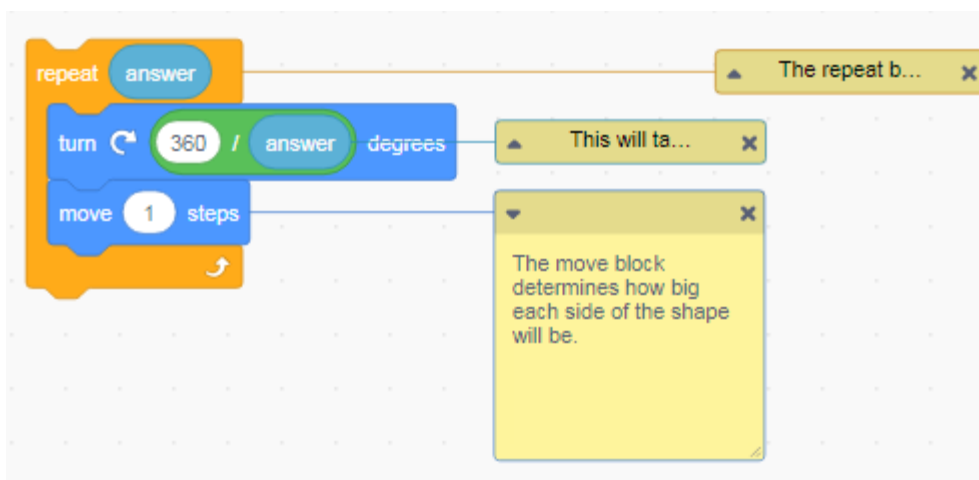 repeat answer
The repeat b...
turn 360 / answer degrees
This will ta...
move 1 steps
The move block
determines how big
each side of the shape
will be.